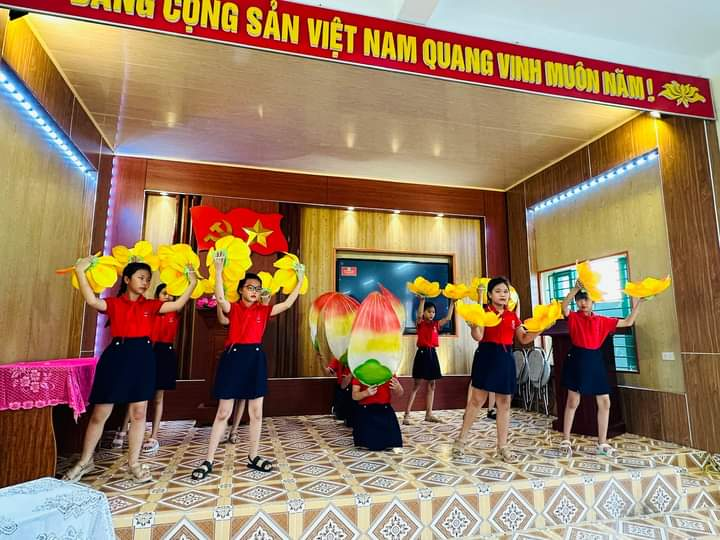 ĐẢNG CỘNG SẢN VIỆT NAM QUANG VINH MUÔN NĂM !